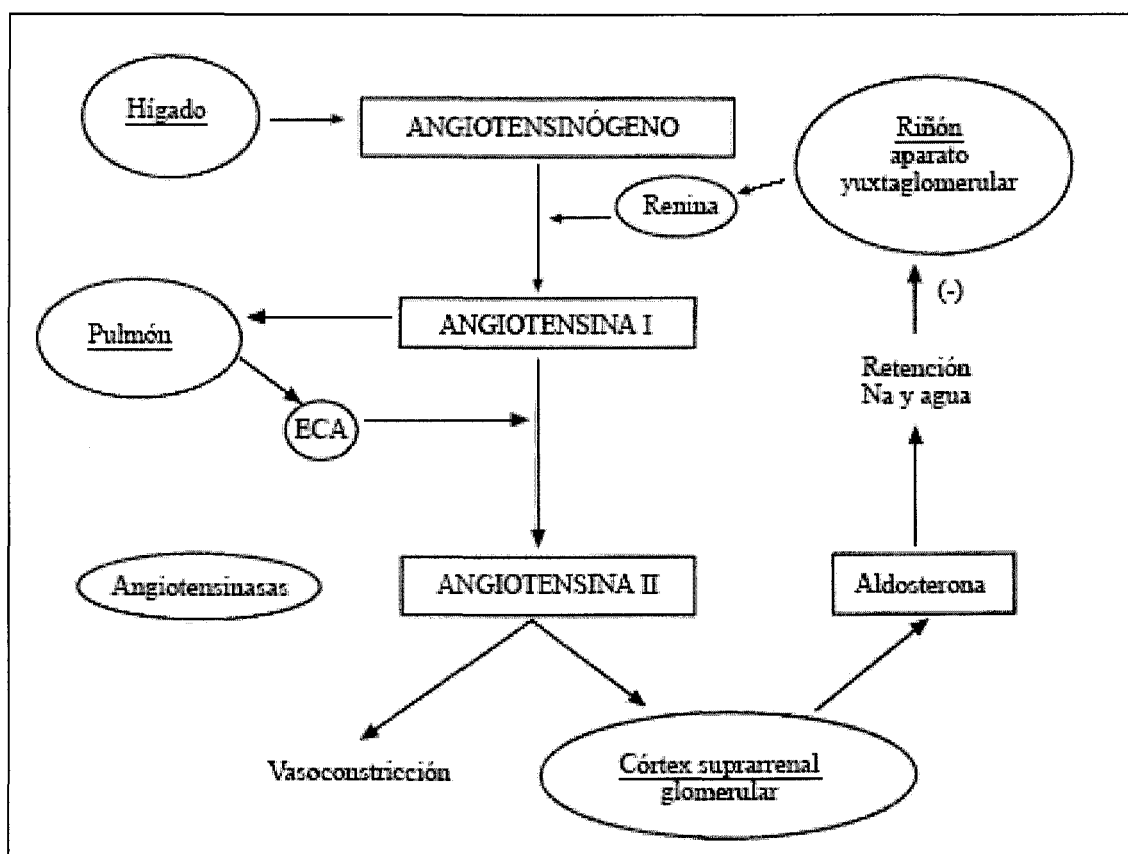 Hígado
ANGIOTENSINÓGENO
Riñón
aparato
yuxtaglomerular
Renina
(-)
Pulmón
ANGIOTENSINA I
Retención
Na y agua
ECA
Angiotensinasas
ANGIOTENSINA II
Aldosterona
Vasoconstricción
Córtex suprarrenal
glomerular